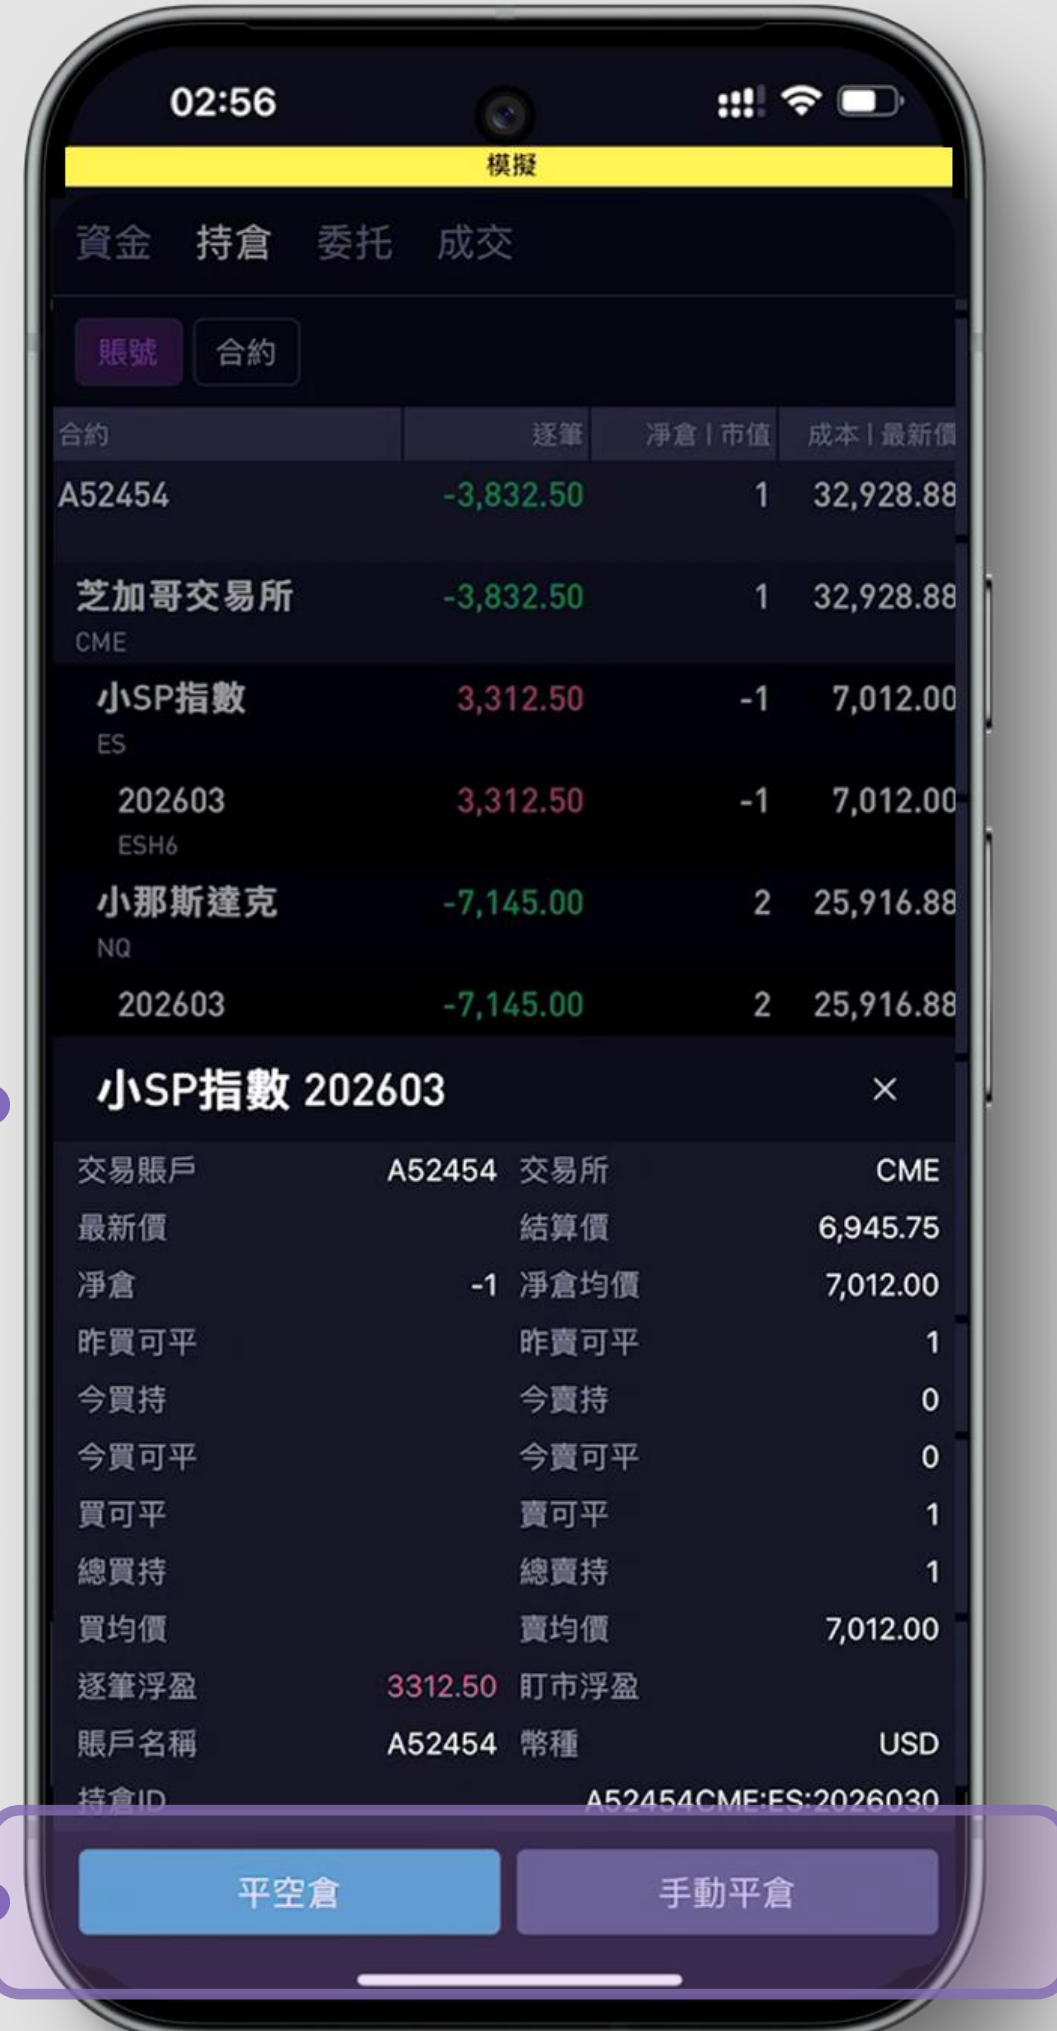 02:56
模擬
資金 持倉 委托 成交
賬號 合約
合約 逐筆 凈倉 | 市值 成本 | 最新價
A52454 -3,832.50 1 32,928.88
芝加哥交易所 -3,832.50 1 32,928.88
CME
小SP指數 3,312.50 -1 7,012.00
ES
202603 3,312.50 -1 7,012.00
ESH6
小那斯達克 -7,145.00 2 25,916.88
NQ
202603 -7,145.00 2 25,916.88
小SP指數 202603 ×
交易賬戶 A52454 交易所 CME
最新價 結算價 6,945.75
凈倉 -1 凈倉均價 7,012.00
昨買可平 昨賣可平 1
今買持 今賣持 0
今買可平 今賣可平 0
買可平 賣可平 1
總買持 總賣持 1
買均價 賣均價 7,012.00
逐筆浮盈 3312.50 盯市浮盈
賬戶名稱 A52454 幣種 USD
持倉ID A52454CME:ES:2026030
平空倉 手動平倉